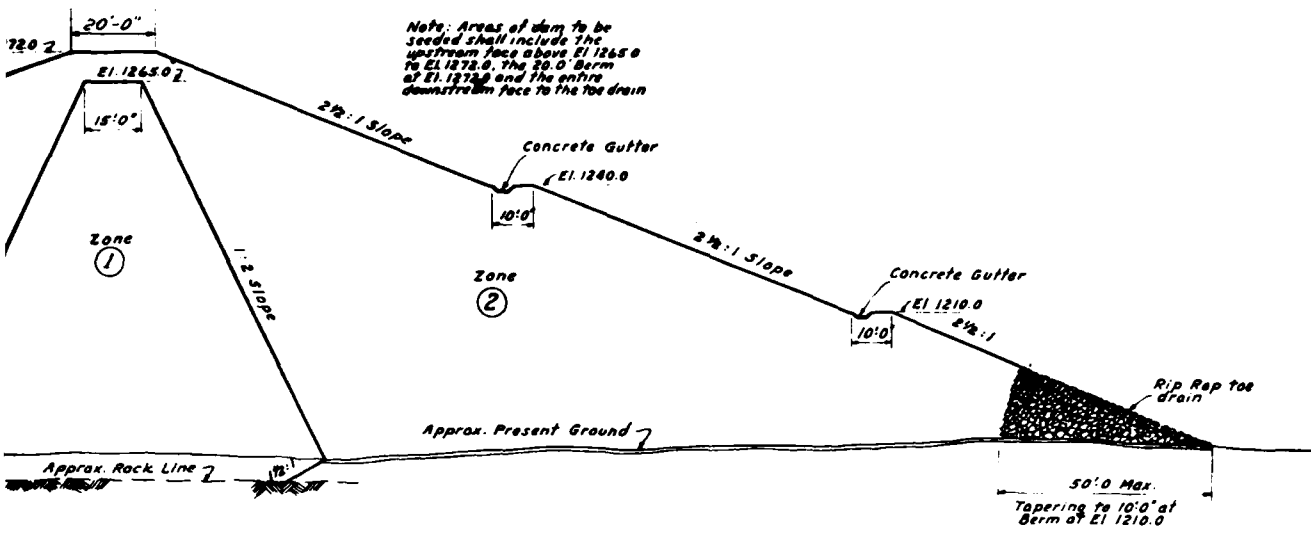 20'-0"
72.0
El. 1265.0
15'-0"
Note: Areas of dam to be
seeded shall include the
upstream face above El 1265.0
to El. 1272.0, the 20.0' Berm
at El. 1272.0 and the entire
downstream face to the toe drain
2½:1 Slope
Concrete Gutter
El. 1240.0
10'-0"
Zone
1
1:2 Slope
Zone
2
2½:1 Slope
Concrete Gutter
El. 1210.0
10'-0"
2½:1
Rip Rap toe
drain
Approx. Present Ground
Approx. Rock Line
½:1
50'-0 Max.
Tapering to 10'-0" at
Berm at El 1210.0